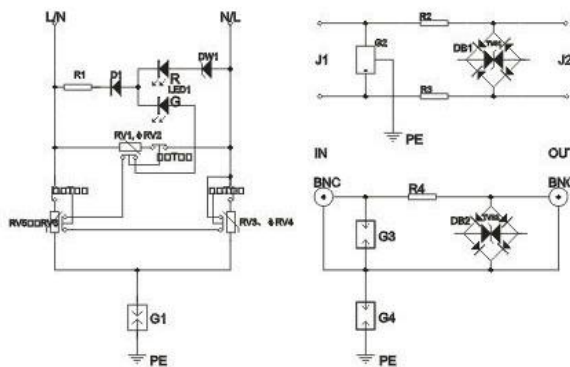 L/N
N/L
R1
D1
R
LED1
G
DW1
RV1,
RV2
RV3、
RV4
G1
PE
J1
G2
R2
DB1
R3
J2
PE
IN
OUT
BNC
R4
BNC
G3
DB2
G4
PE